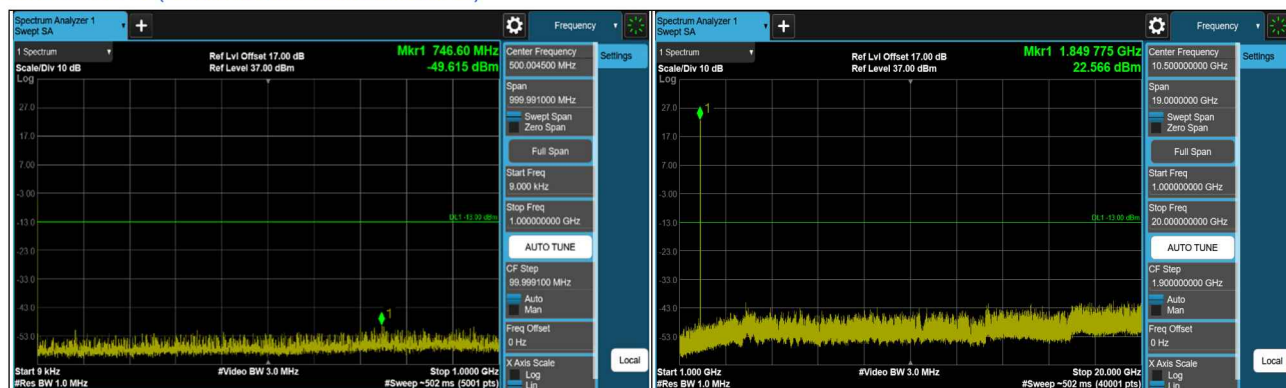 Spectrum Analyzer 1
Swept SA
+
Frequency
1 Spectrum
Scale/Div 10 dB
Log
Ref Lvl Offset 17.00 dB
Ref Level 37.00 dBm
Mkr1 746.60 MHz
-49.615 dBm
27.0
17.0
7.00
-3.00
-13.0
-23.0
-33.0
-43.0
-53.0
1
DL1 -13.00 dBm
Start 9 kHz
#Res BW 1.0 MHz
#Video BW 3.0 MHz
Stop 1.0000 GHz
#Sweep ~502 ms (5001 pts)
Center Frequency
500.004500 MHz
Span
999.991000 MHz
Swept Span
Zero Span
Full Span
Start Freq
9.000 kHz
Stop Freq
1.000000000 GHz
AUTO TUNE
CF Step
99.999100 MHz
Auto
Man
Freq Offset
0 Hz
X Axis Scale
Log
Lin
Settings
Local
Spectrum Analyzer 1
Swept SA
+
Frequency
1 Spectrum
Scale/Div 10 dB
Log
Ref Lvl Offset 17.00 dB
Ref Level 37.00 dBm
Mkr1 1.849 775 GHz
22.566 dBm
27.0
17.0
7.00
-3.00
-13.0
-23.0
-33.0
-43.0
-53.0
1
DL1 -13.00 dBm
Start 1.000 GHz
#Res BW 1.0 MHz
#Video BW 3.0 MHz
Stop 20.000 GHz
#Sweep ~502 ms (40001 pts)
Center Frequency
10.500000000 GHz
Span
19.0000000 GHz
Swept Span
Zero Span
Full Span
Start Freq
1.000000000 GHz
Stop Freq
20.000000000 GHz
AUTO TUNE
CF Step
1.900000000 GHz
Auto
Man
Freq Offset
0 Hz
X Axis Scale
Log
Lin
Settings
Local